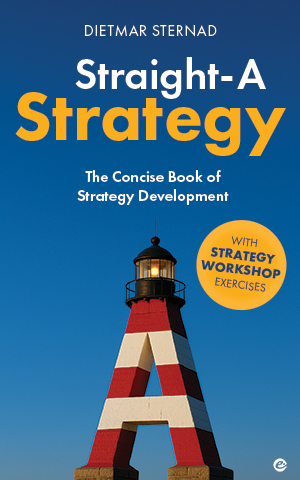 DIETMAR STERNAD
Straight-A
Strategy
The Concise Book of
Strategy Development
WITH
STRATEGY
WORKSHOP
EXERCISES
e